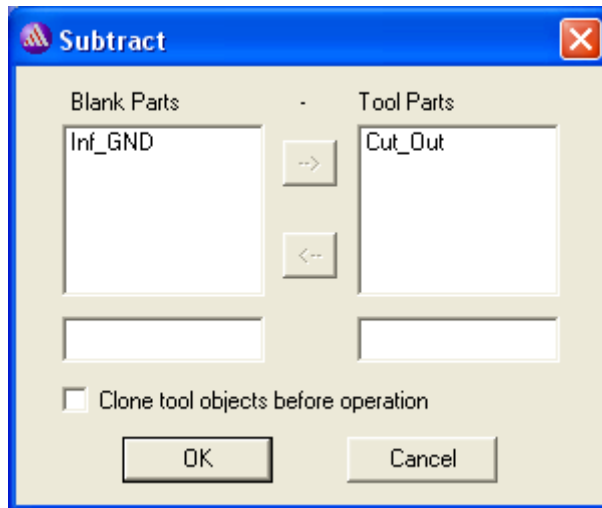 Subtract
Blank Parts - Tool Parts
Inf_GND
Cut_Out
-->
<--
Clone tool objects before operation
OK
Cancel